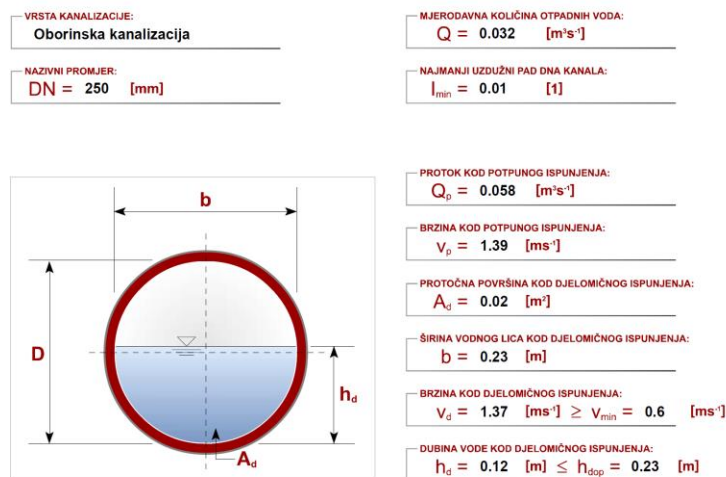 VRSTA KANALIZACIJE:
Oborinska kanalizacija
NAZIVNI PROMJER:
DN = 250 [mm]
MJERODAVNA KOLIČINA OTPADNIH VODA:
Q = 0.032 [m³s⁻¹]
NAJMANJI UZDUŽNI PAD DNA KANALA:
Imin = 0.01 [1]
b
D
hd
Ad
PROTOK KOD POTPUNOG ISPUNJENJA:
Qp = 0.058 [m³s⁻¹]
BRZINA KOD POTPUNOG ISPUNJENJA:
vp = 1.39 [ms⁻¹]
PROTOČNA POVRŠINA KOD DJELOMIČNOG ISPUNJENJA:
Ad = 0.02 [m²]
ŠIRINA VODNOG LICA KOD DJELOMIČNOG ISPUNJENJA:
b = 0.23 [m]
BRZINA KOD DJELOMIČNOG ISPUNJENJA:
vd = 1.37 [ms⁻¹] ≥ vmin = 0.6 [ms⁻¹]
DUBINA VODE KOD DJELOMIČNOG ISPUNJENJA:
hd = 0.12 [m] ≤ hdop = 0.23 [m]